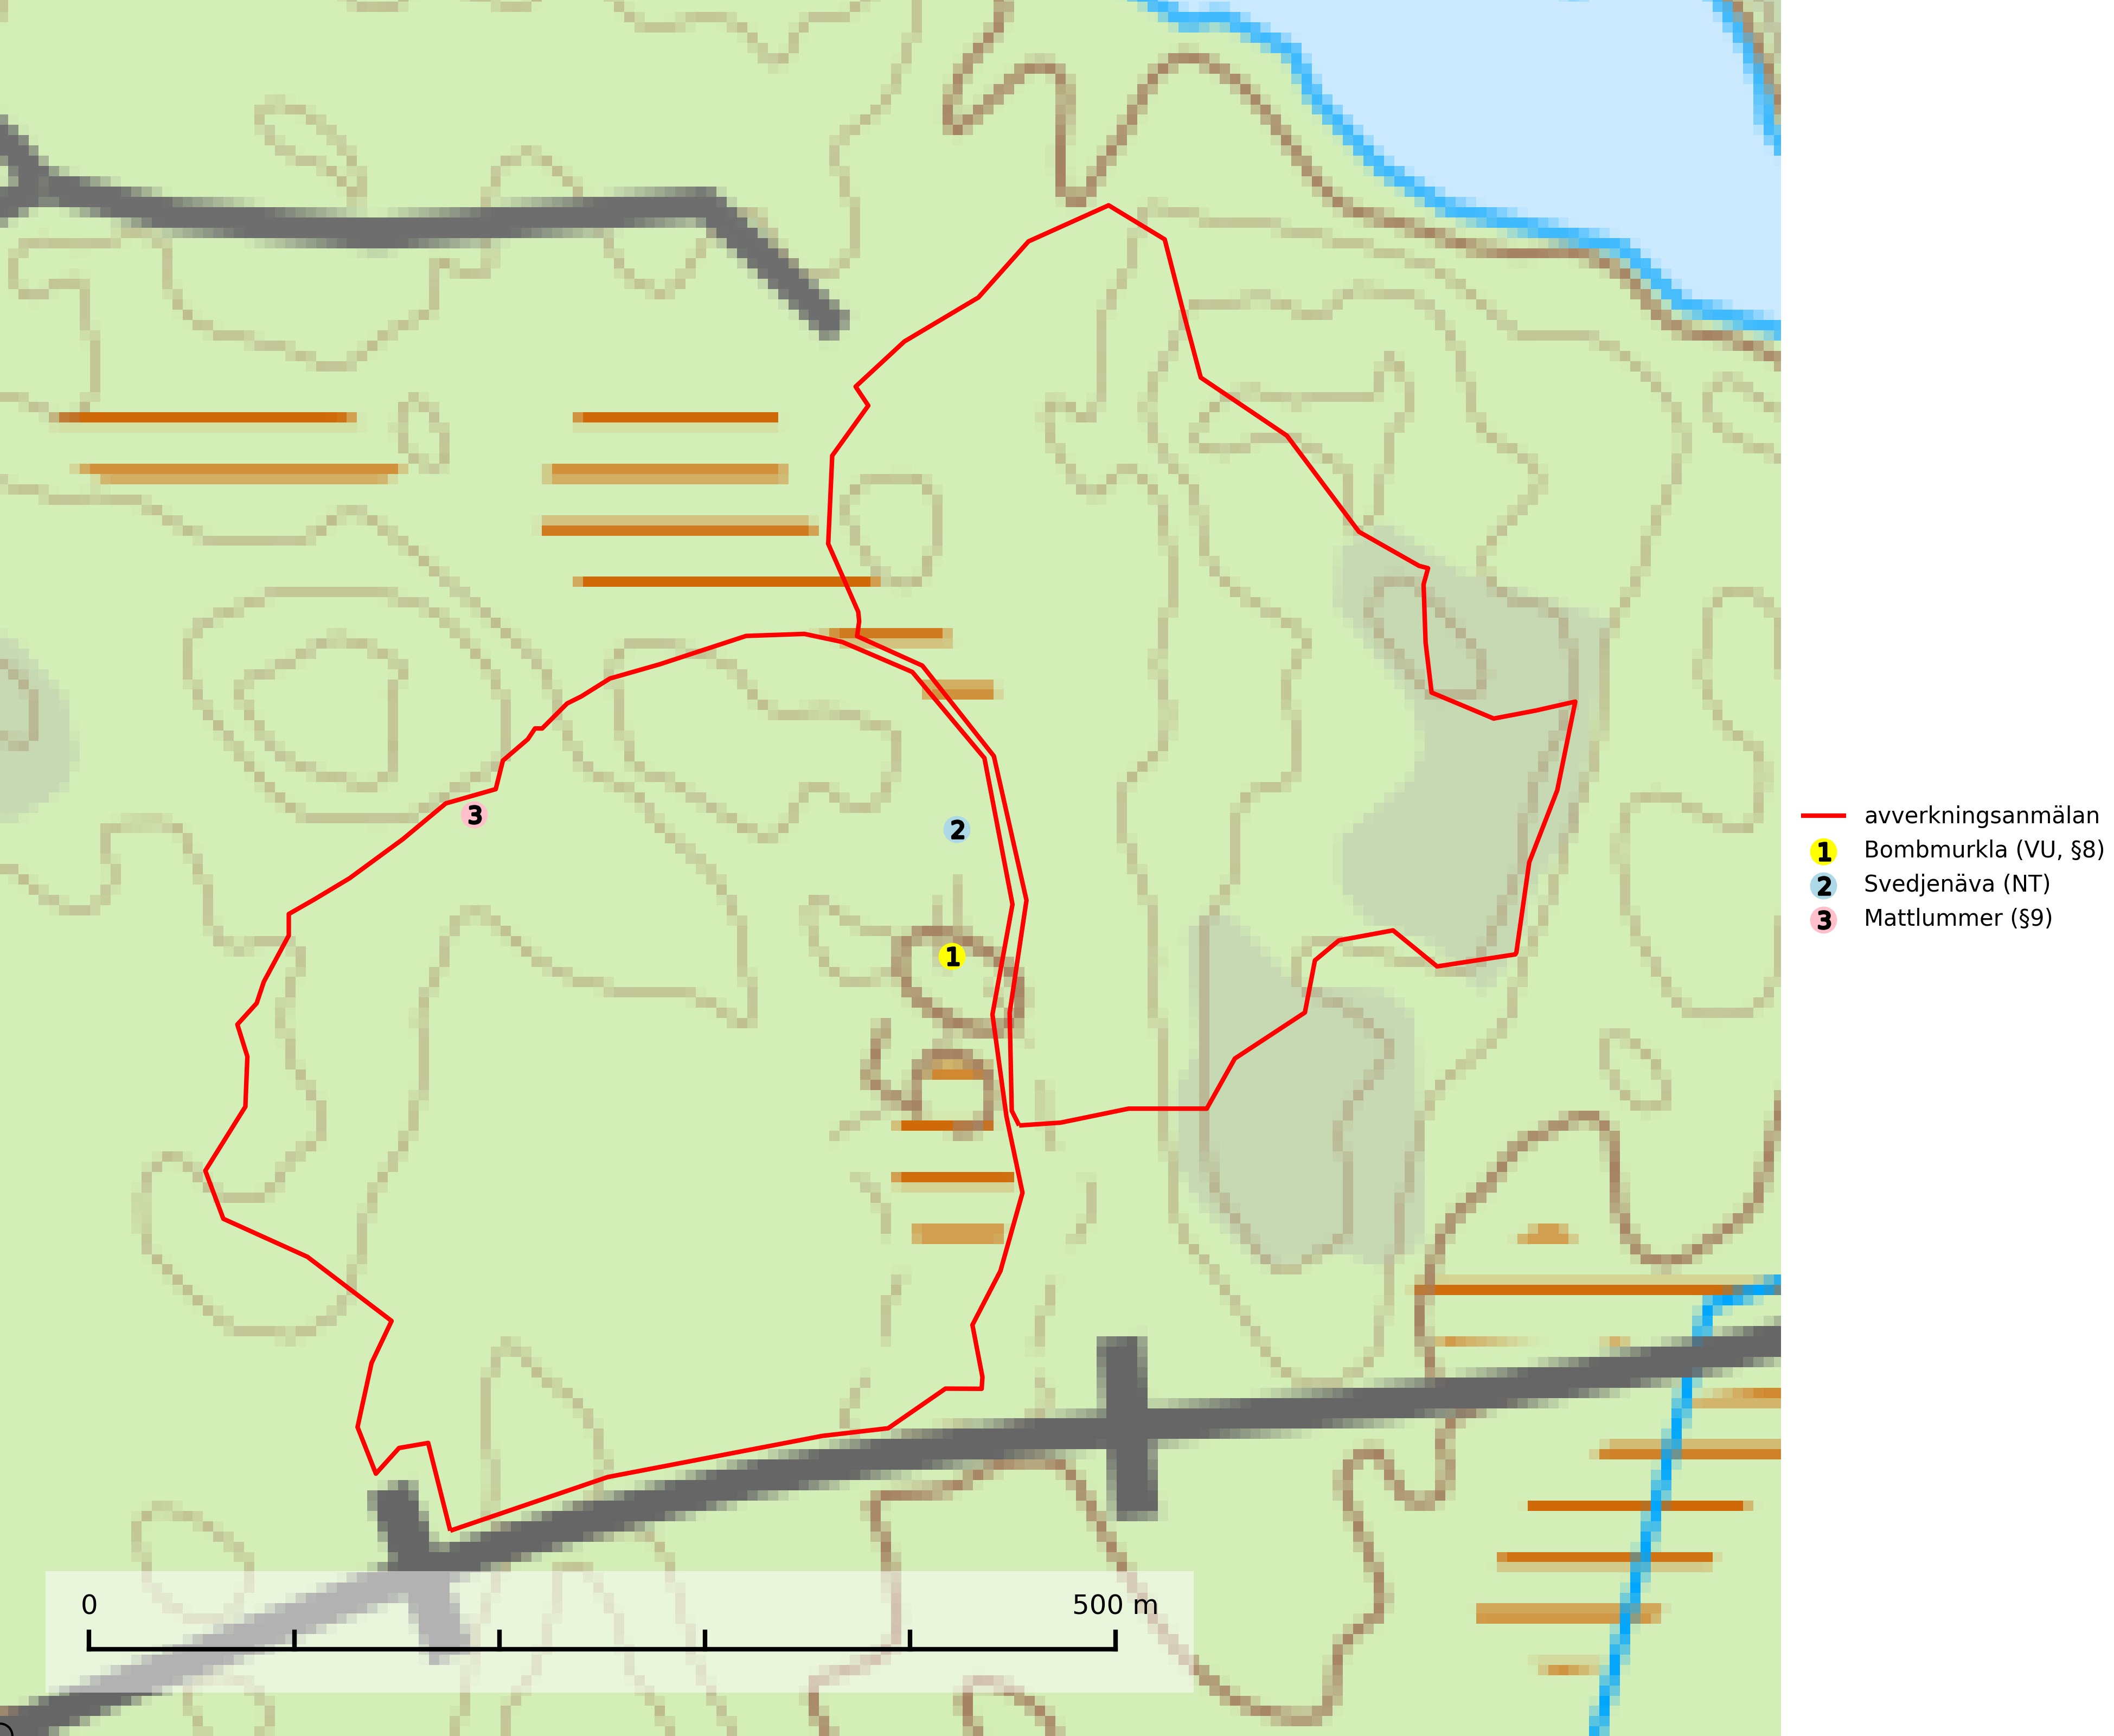 3
2
1
avverkningsanmälan
1 Bombmurkla (VU, §8)
2 Svedjenäva (NT)
3 Mattlummer (§9)
0 500 m